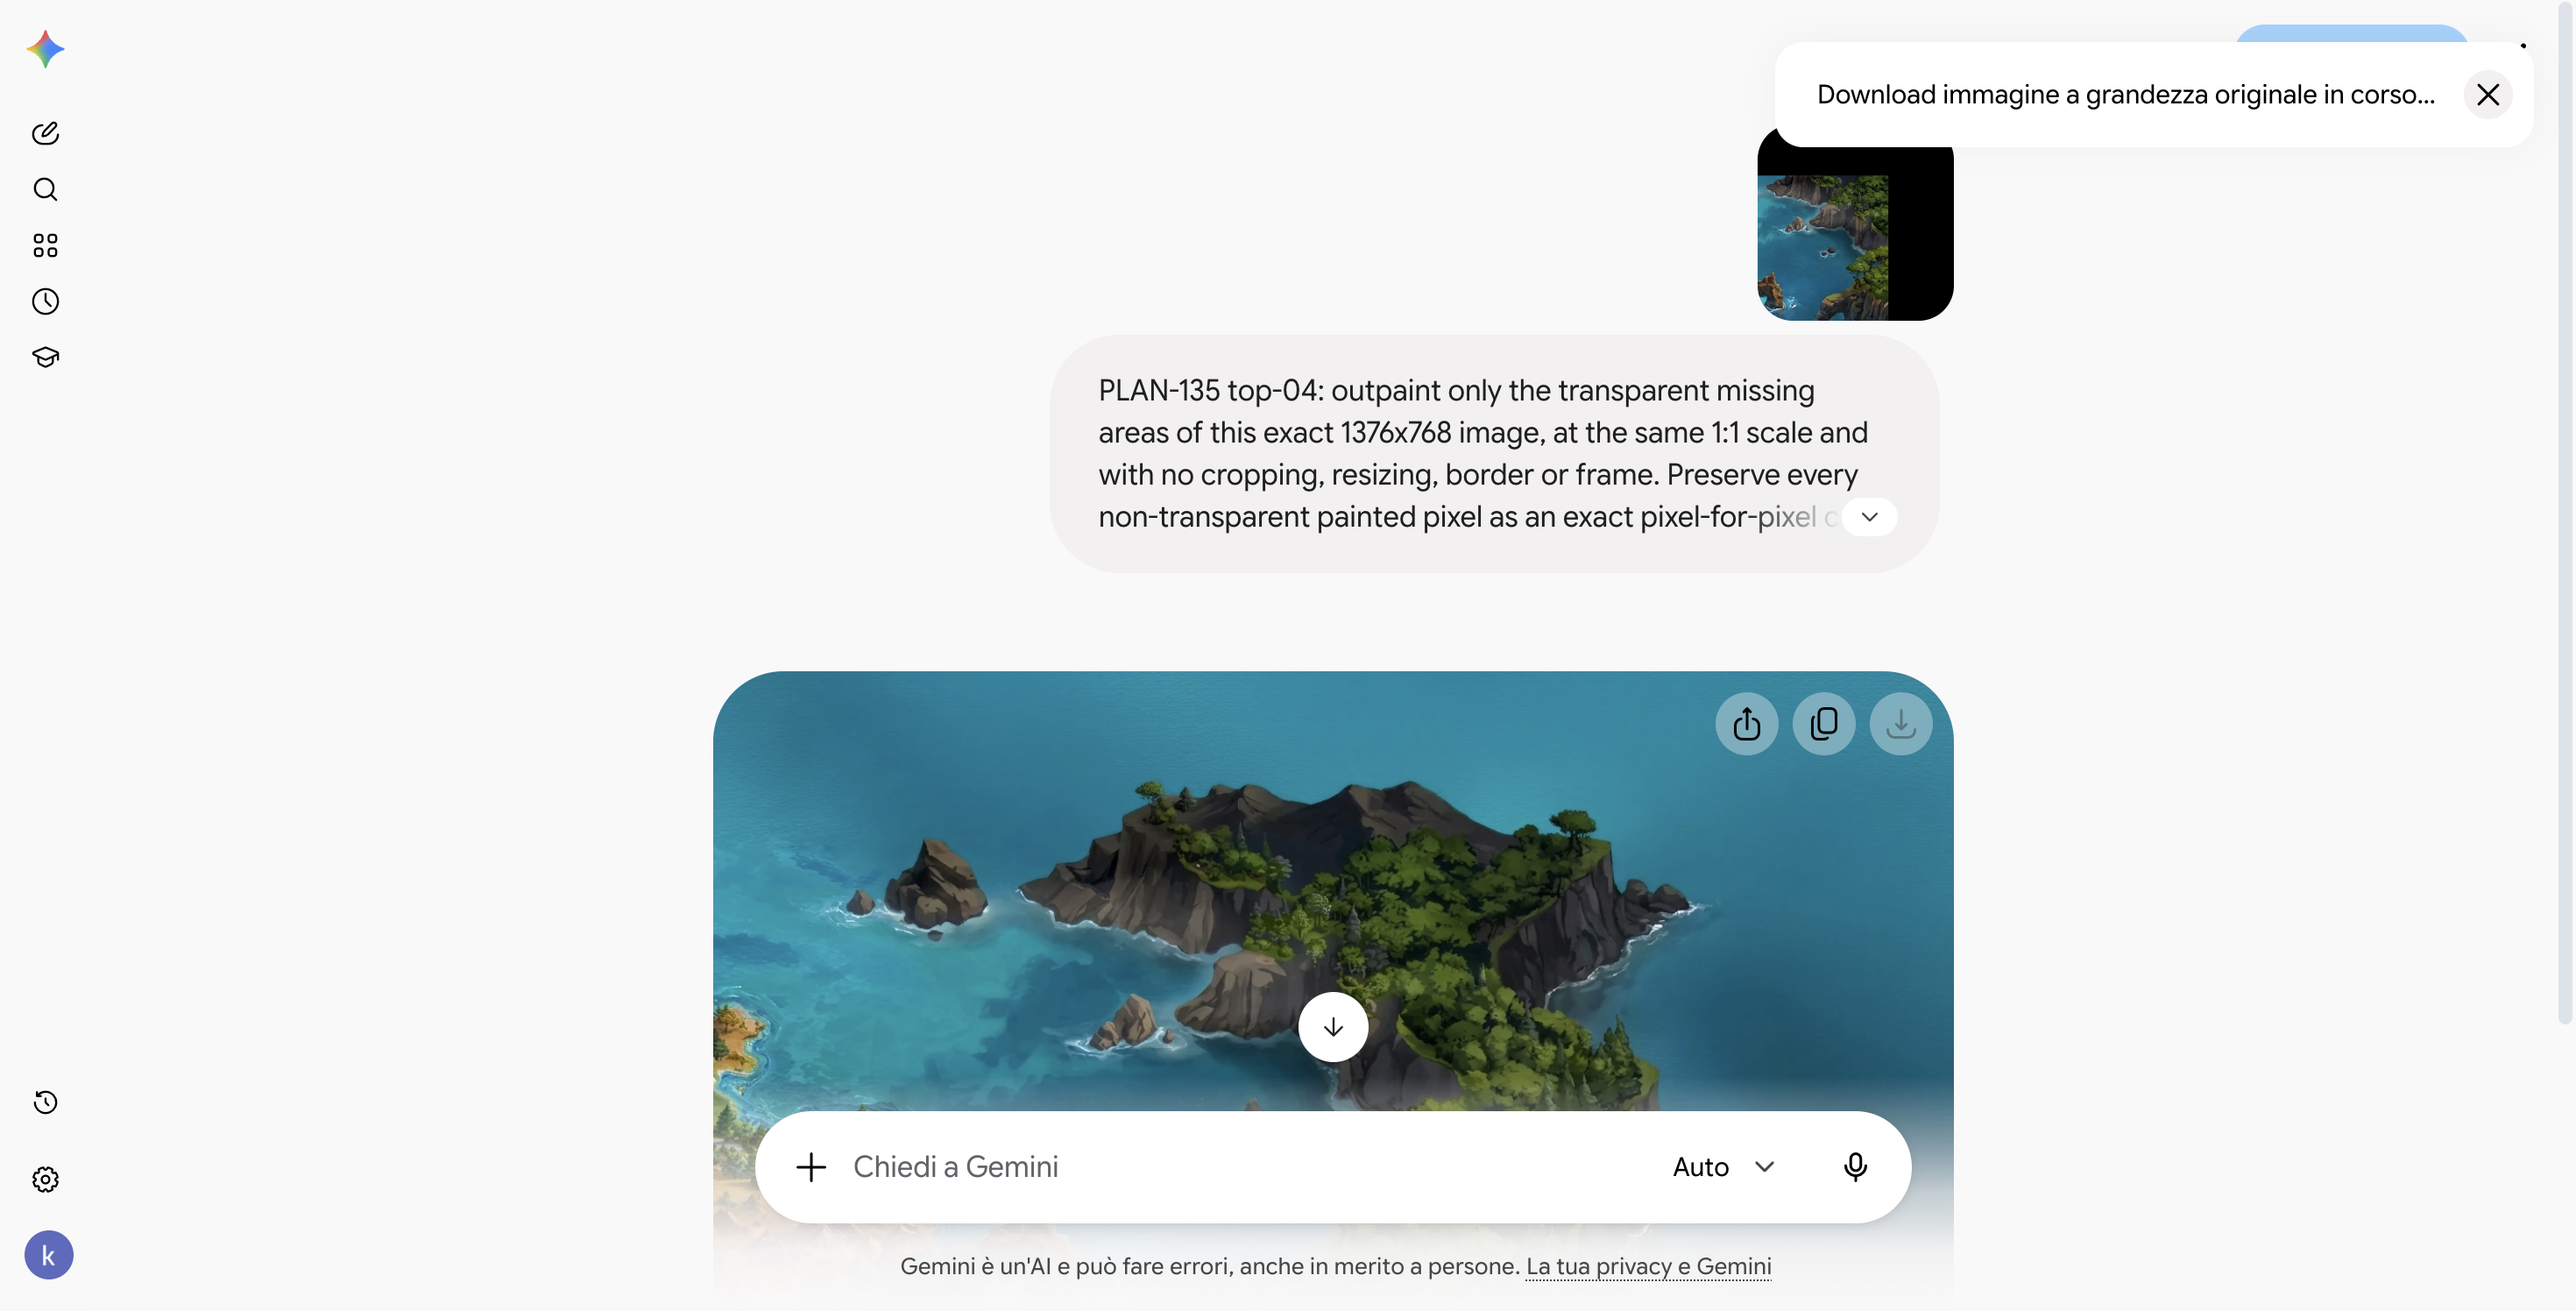 Download immagine a grandezza originale in corso...
PLAN-135 top-04: outpaint only the transparent missing
areas of this exact 1376x768 image, at the same 1:1 scale and
with no cropping, resizing, border or frame. Preserve every
non-transparent painted pixel as an exact pixel-for-pixel c
Chiedi a Gemini
Auto
k
Gemini è un'AI e può fare errori, anche in merito a persone. La tua privacy e Gemini